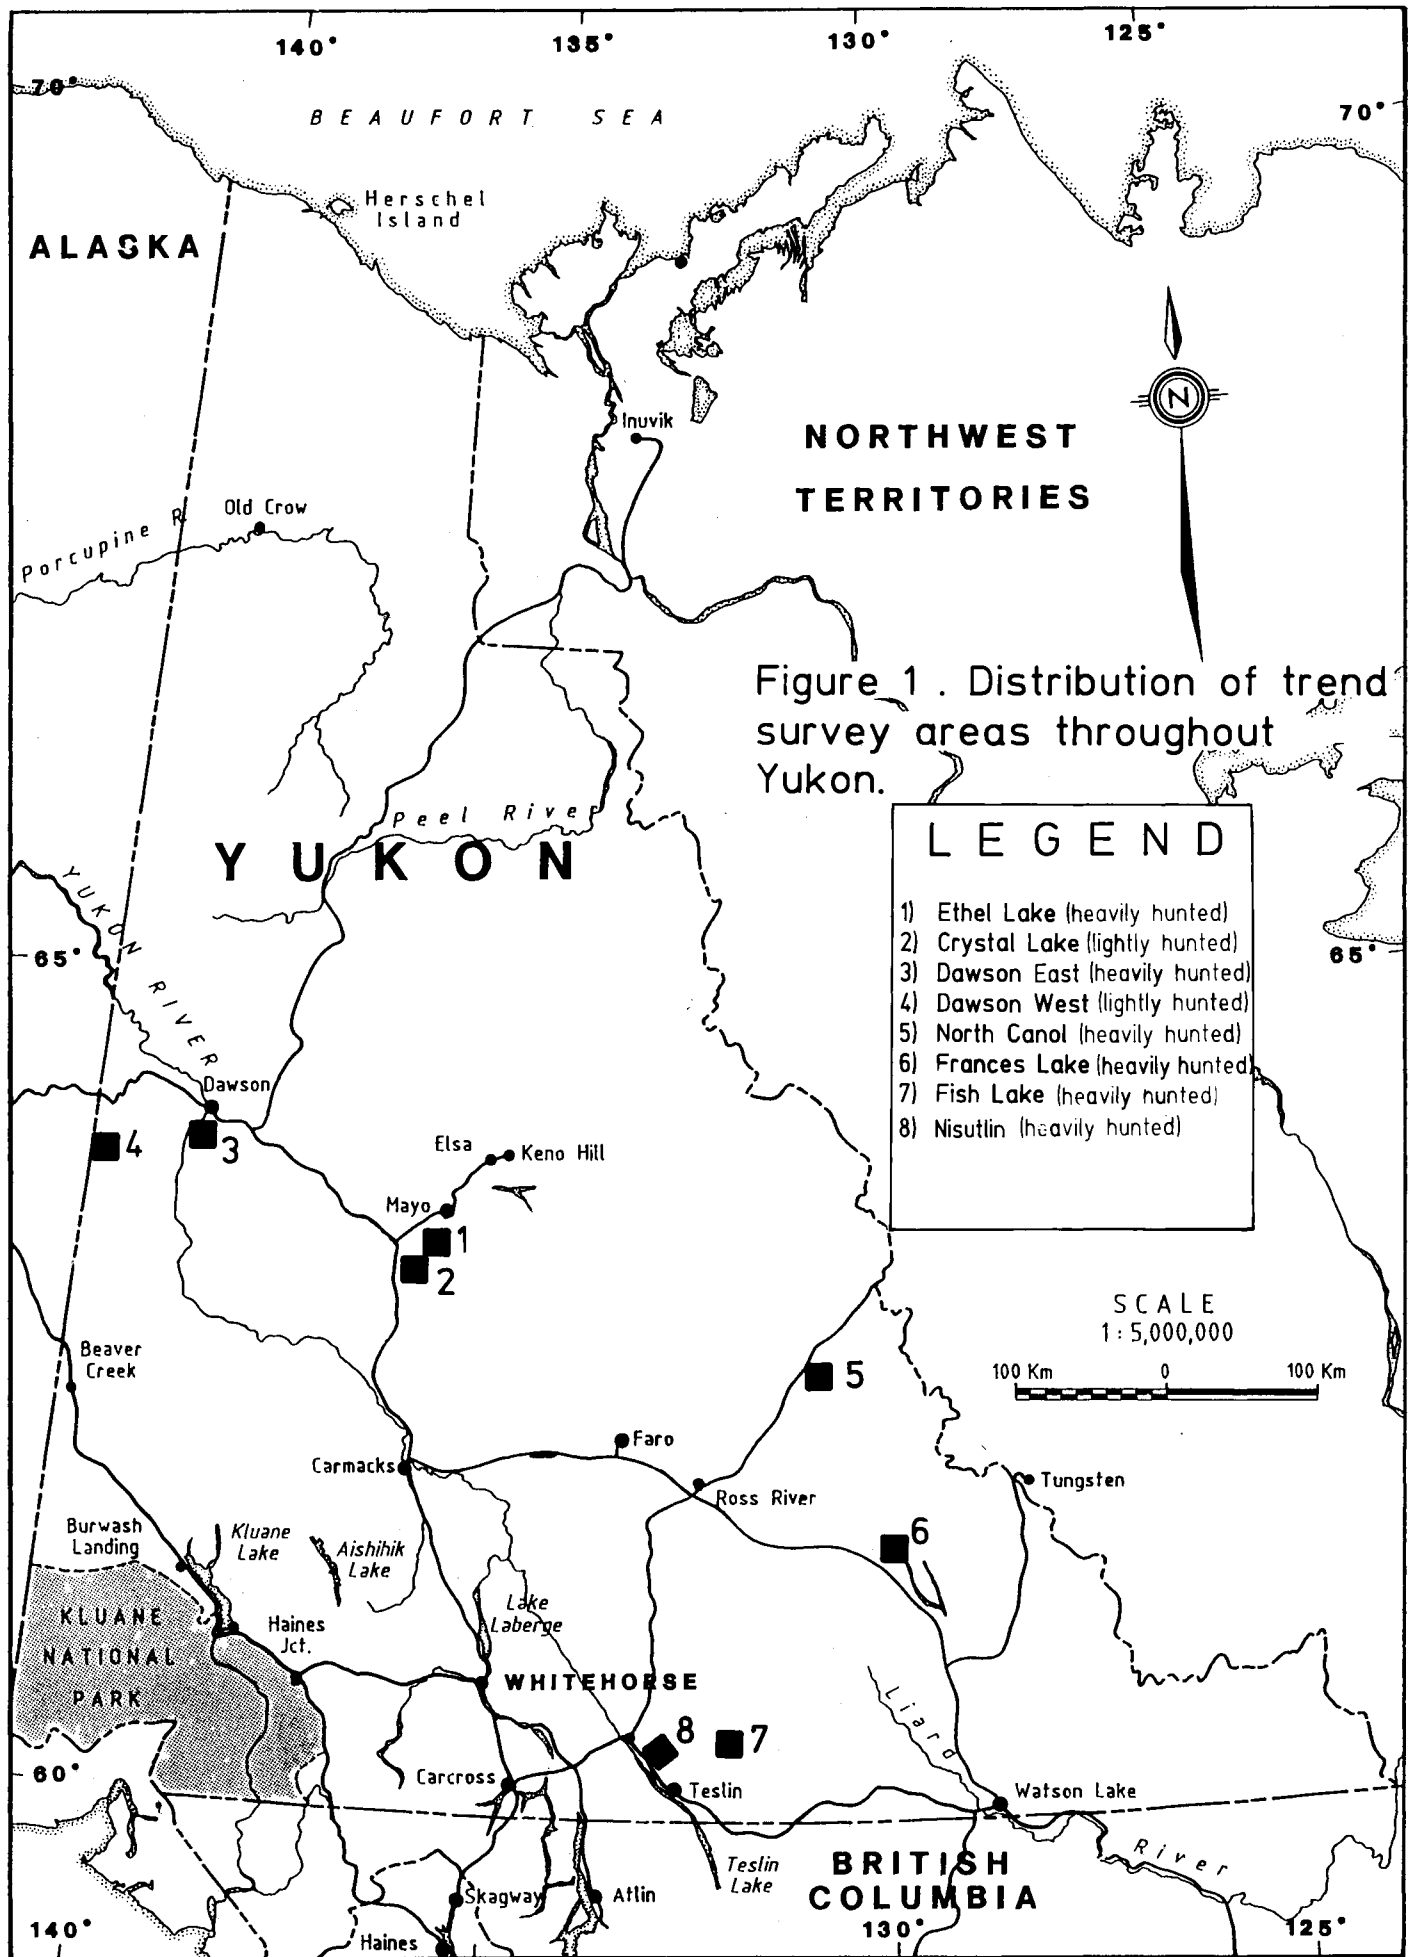 140°
135°
130°
125°
70°
70°
BEAUFORT SEA
Herschel
Island
ALASKA
Inuvik
NORTHWEST
TERRITORIES
Old Crow
Porcupine R.
Figure 1. Distribution of trend
survey areas throughout
Yukon.
Peel River
YUKON
YUKON RIVER
LEGEND
1) Ethel Lake (heavily hunted)
2) Crystal Lake (lightly hunted)
3) Dawson East (heavily hunted)
4) Dawson West (lightly hunted)
5) North Canol (heavily hunted)
6) Frances Lake (heavily hunted)
7) Fish Lake (heavily hunted)
8) Nisutlin (heavily hunted)
65°
65°
Dawson
4
3
Elsa
Keno Hill
Mayo
1
2
SCALE
1:5,000,000
100 Km 0 100 Km
Beaver
Creek
5
Faro
Carmacks
Ross River
Tungsten
Burwash
Landing
Kluane
Lake
Aishihik
Lake
6
Lake
Laberge
KLUANE
NATIONAL
PARK
Haines
Jct.
WHITEHORSE
8
7
Liard
60°
Carcross
Teslin
Watson Lake
Teslin
Lake
BRITISH
COLUMBIA
River
Skagway
Atlin
Haines
140°
130°
125°